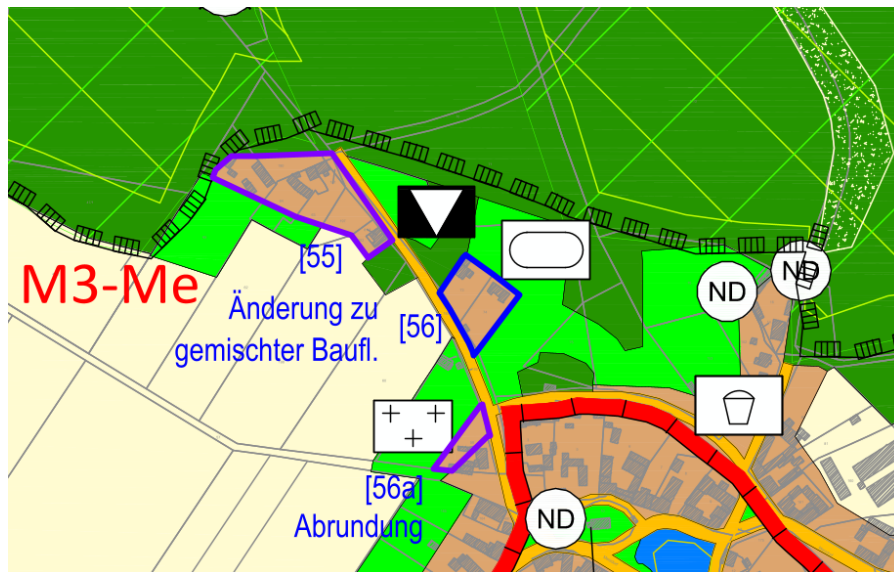 ND
ND
[55]
M3-Me
Änderung zu
gemischter Baufl.
[56]
[56a]
Abrundung
ND